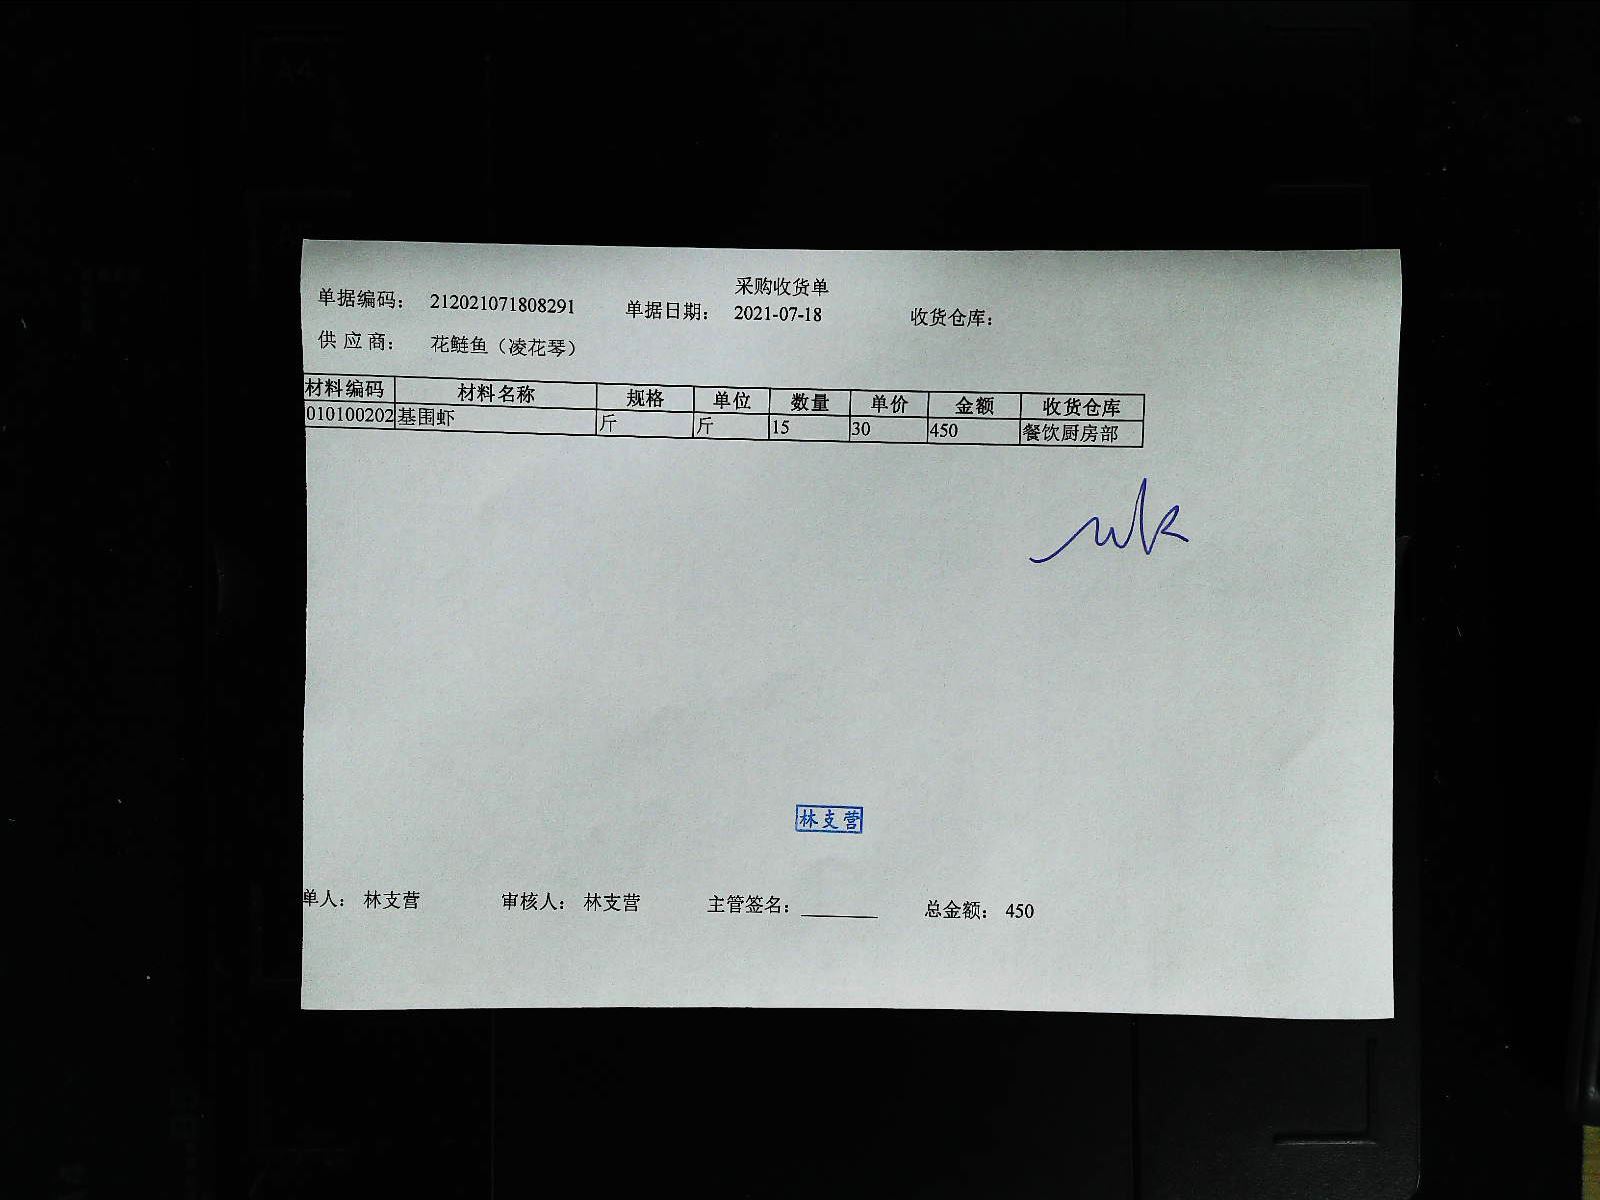 采购收货单
单据编码： 212021071808291 单据日期： 2021-07-18 收货仓库：
供应商： 花鲢鱼（凌花琴）
材料编码 材料名称 规格 单位 数量 单价 金额 收货仓库
010100202 基围虾 斤 斤 15 30 450 餐饮厨房部
林支营
单人： 林支营 审核人： 林支营 主管签名： 总金额： 450